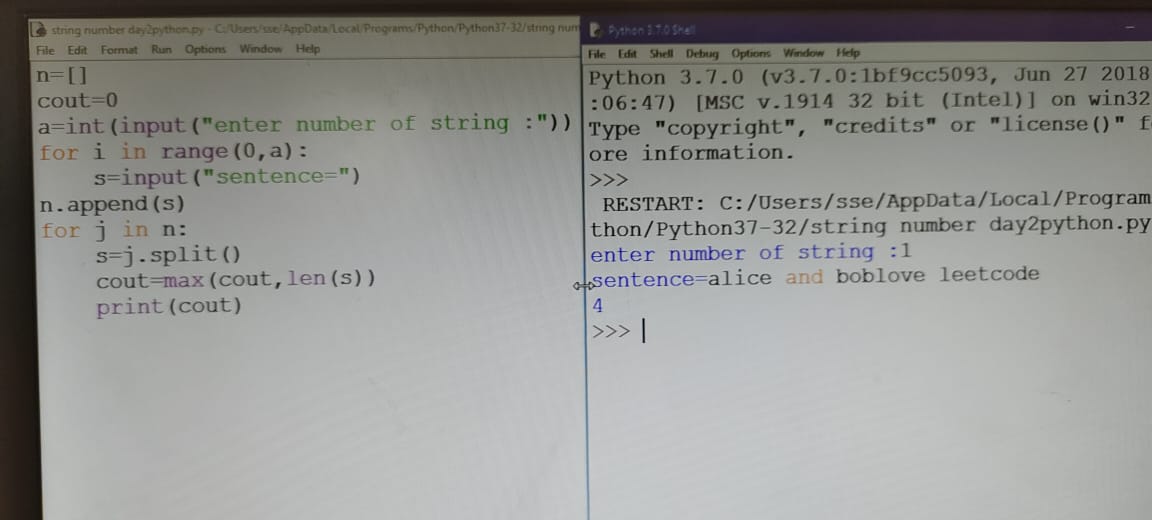 string number day2python.py - C:/Users/sse/AppData/Local/Programs/Python/Python37-32/string num
File Edit Format Run Options Window Help
n=[]
cout=0
a=int(input("enter number of string :"))
for i in range(0,a):
    s=input("sentence=")
n.append(s)
for j in n:
    s=j.split()
    cout=max(cout,len(s))
    print(cout)
Python 3.7.0 Shell
File Edit Shell Debug Options Window Help
Python 3.7.0 (v3.7.0:1bf9cc5093, Jun 27 2018
:06:47) [MSC v.1914 32 bit (Intel)] on win32
Type "copyright", "credits" or "license()" f
ore information.
>>>
 RESTART: C:/Users/sse/AppData/Local/Program
thon/Python37-32/string number day2python.py
enter number of string :1
sentence=alice and boblove leetcode
4
>>>